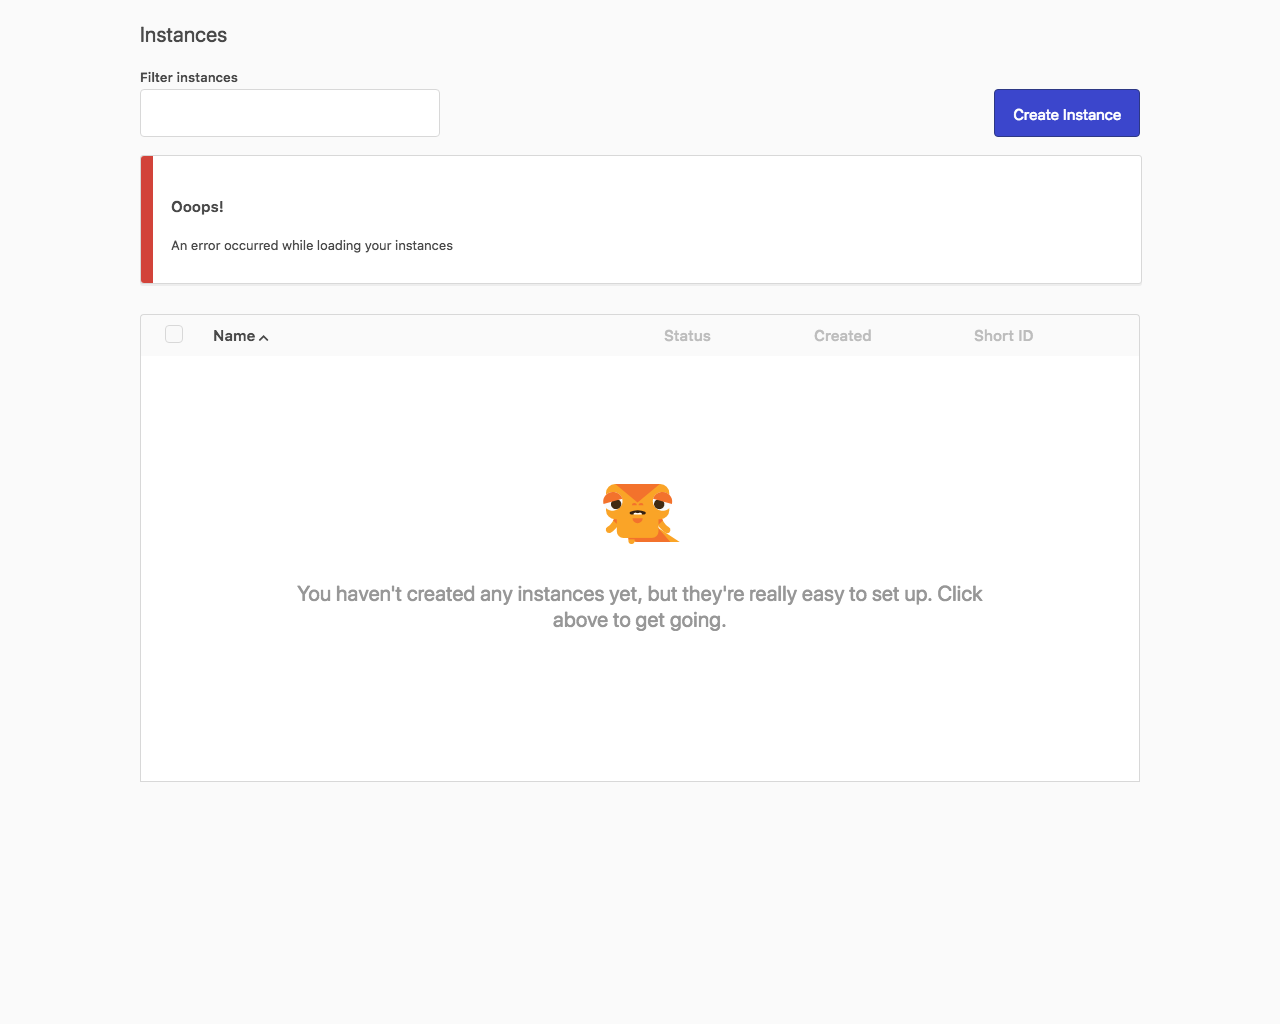 Instances
Filter instances
Create Instance
Ooops!
An error occurred while loading your instances
Name Status Created Short ID
You haven't created any instances yet, but they're really easy to set up. Click
above to get going.